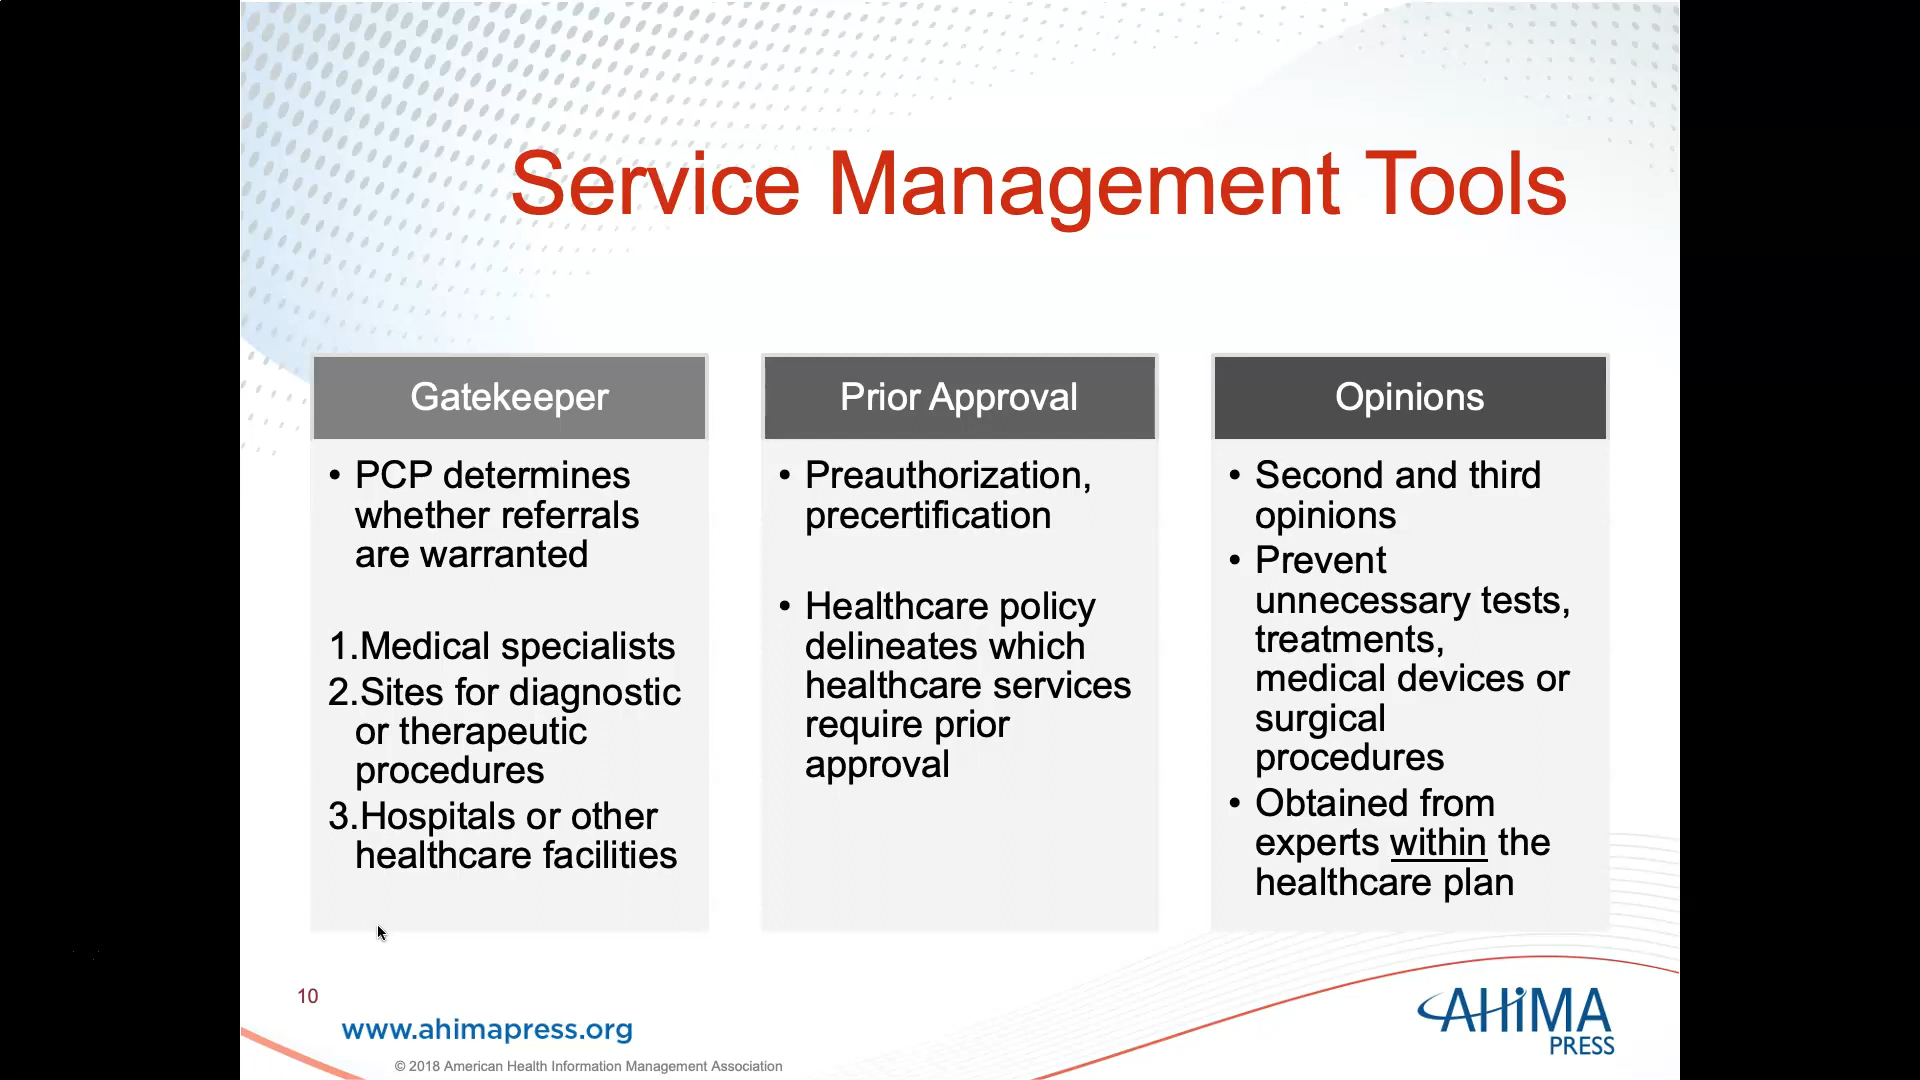 Service Management Tools
Gatekeeper
• PCP determines
whether referrals
are warranted
1.Medical specialists
2.Sites for diagnostic
or therapeutic
procedures
3.Hospitals or other
healthcare facilities
Prior Approval
• Preauthorization,
precertification
• Healthcare policy
delineates which
healthcare services
require prior
approval
Opinions
• Second and third
opinions
• Prevent
unnecessary tests,
treatments,
medical devices or
surgical
procedures
• Obtained from
experts within the
healthcare plan
10
www.ahimapress.org
© 2018 American Health Information Management Association
AHiMA
PRESS